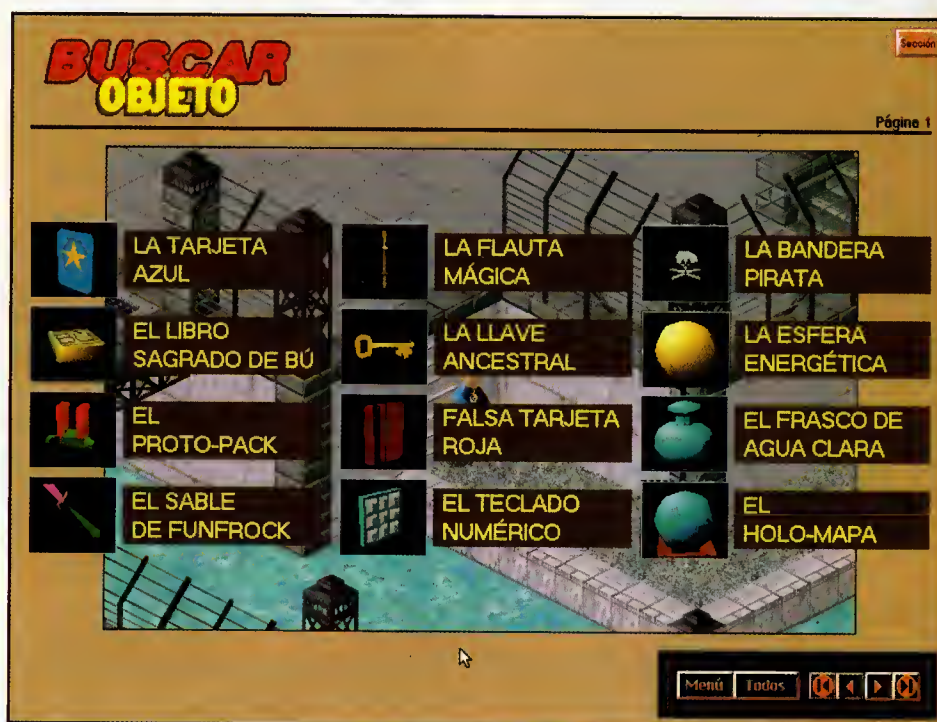 BUSCAR
OBJETO
Sección
Página 1
LA TARJETA
AZUL
LA FLAUTA
MÁGICA
LA BANDERA
PIRATA
EL LIBRO
SAGRADO DE BÚ
LA LLAVE
ANCESTRAL
LA ESFERA
ENERGÉTICA
EL
PROTO-PACK
FALSA TARJETA
ROJA
EL FRASCO DE
AGUA CLARA
EL SABLE
DE FUNFROCK
EL TECLADO
NUMÉRICO
EL
HOLO-MAPA
Menú Todos